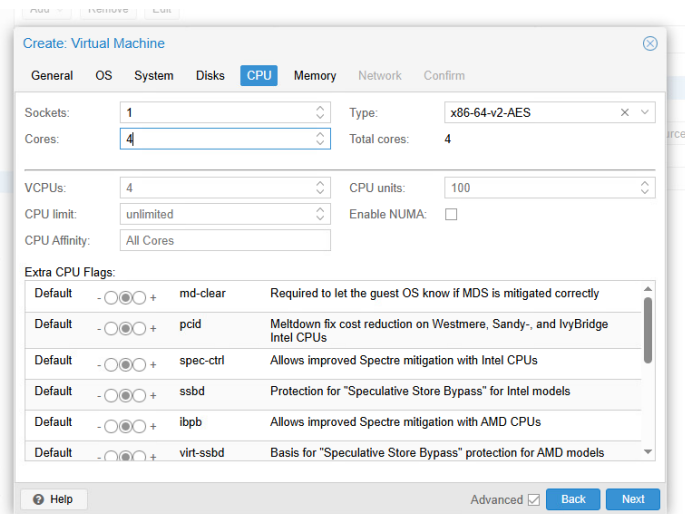 Add Remove Edit
Create: Virtual Machine
General OS System Disks CPU Memory Network Confirm
Sockets: 1 Type: x86-64-v2-AES
Cores: 4 Total cores: 4
VCPUs: 4 CPU units: 100
CPU limit: unlimited Enable NUMA:
CPU Affinity: All Cores
Extra CPU Flags:
Default - + md-clear Required to let the guest OS know if MDS is mitigated correctly
Default - + pcid Meltdown fix cost reduction on Westmere, Sandy-, and IvyBridge
Intel CPUs
Default - + spec-ctrl Allows improved Spectre mitigation with Intel CPUs
Default - + ssbd Protection for "Speculative Store Bypass" for Intel models
Default - + ibpb Allows improved Spectre mitigation with AMD CPUs
Default - + virt-ssbd Basis for "Speculative Store Bypass" protection for AMD models
Help Advanced Back Next